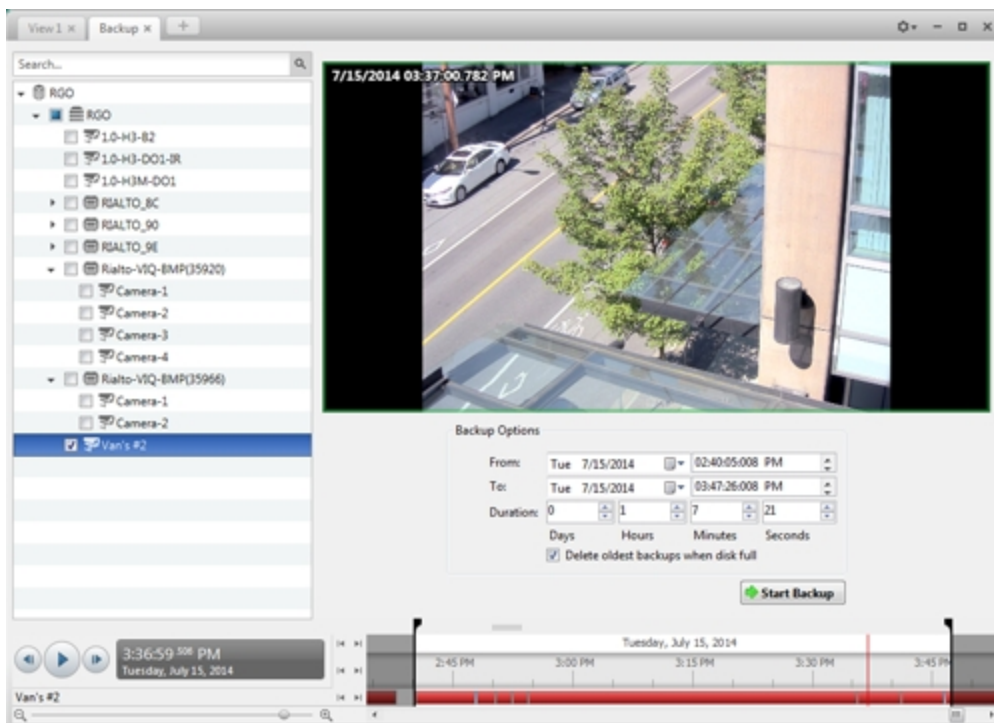 View 1 ×
Backup ×
+
Search...
7/15/2014 03:37:00.782 PM
RGO
RGO
1.0-H3-B2
1.0-H3-DO1-IR
1.0-H3M-DO1
RIALTO_8C
RIALTO_90
RIALTO_9E
Rialto-VIQ-BMP(35920)
Camera-1
Camera-2
Camera-3
Camera-4
Rialto-VIQ-BMP(35966)
Camera-1
Camera-2
Van's #2
Backup Options
From: Tue 7/15/2014 02:40:05:008 PM
To: Tue 7/15/2014 03:47:26:008 PM
Duration: 0 1 7 21
Days Hours Minutes Seconds
Delete oldest backups when disk full
Start Backup
3:36:59.506 PM
Tuesday, July 15, 2014
Tuesday, July 15, 2014
2:45 PM 3:00 PM 3:15 PM 3:30 PM 3:45 PM
Van's #2